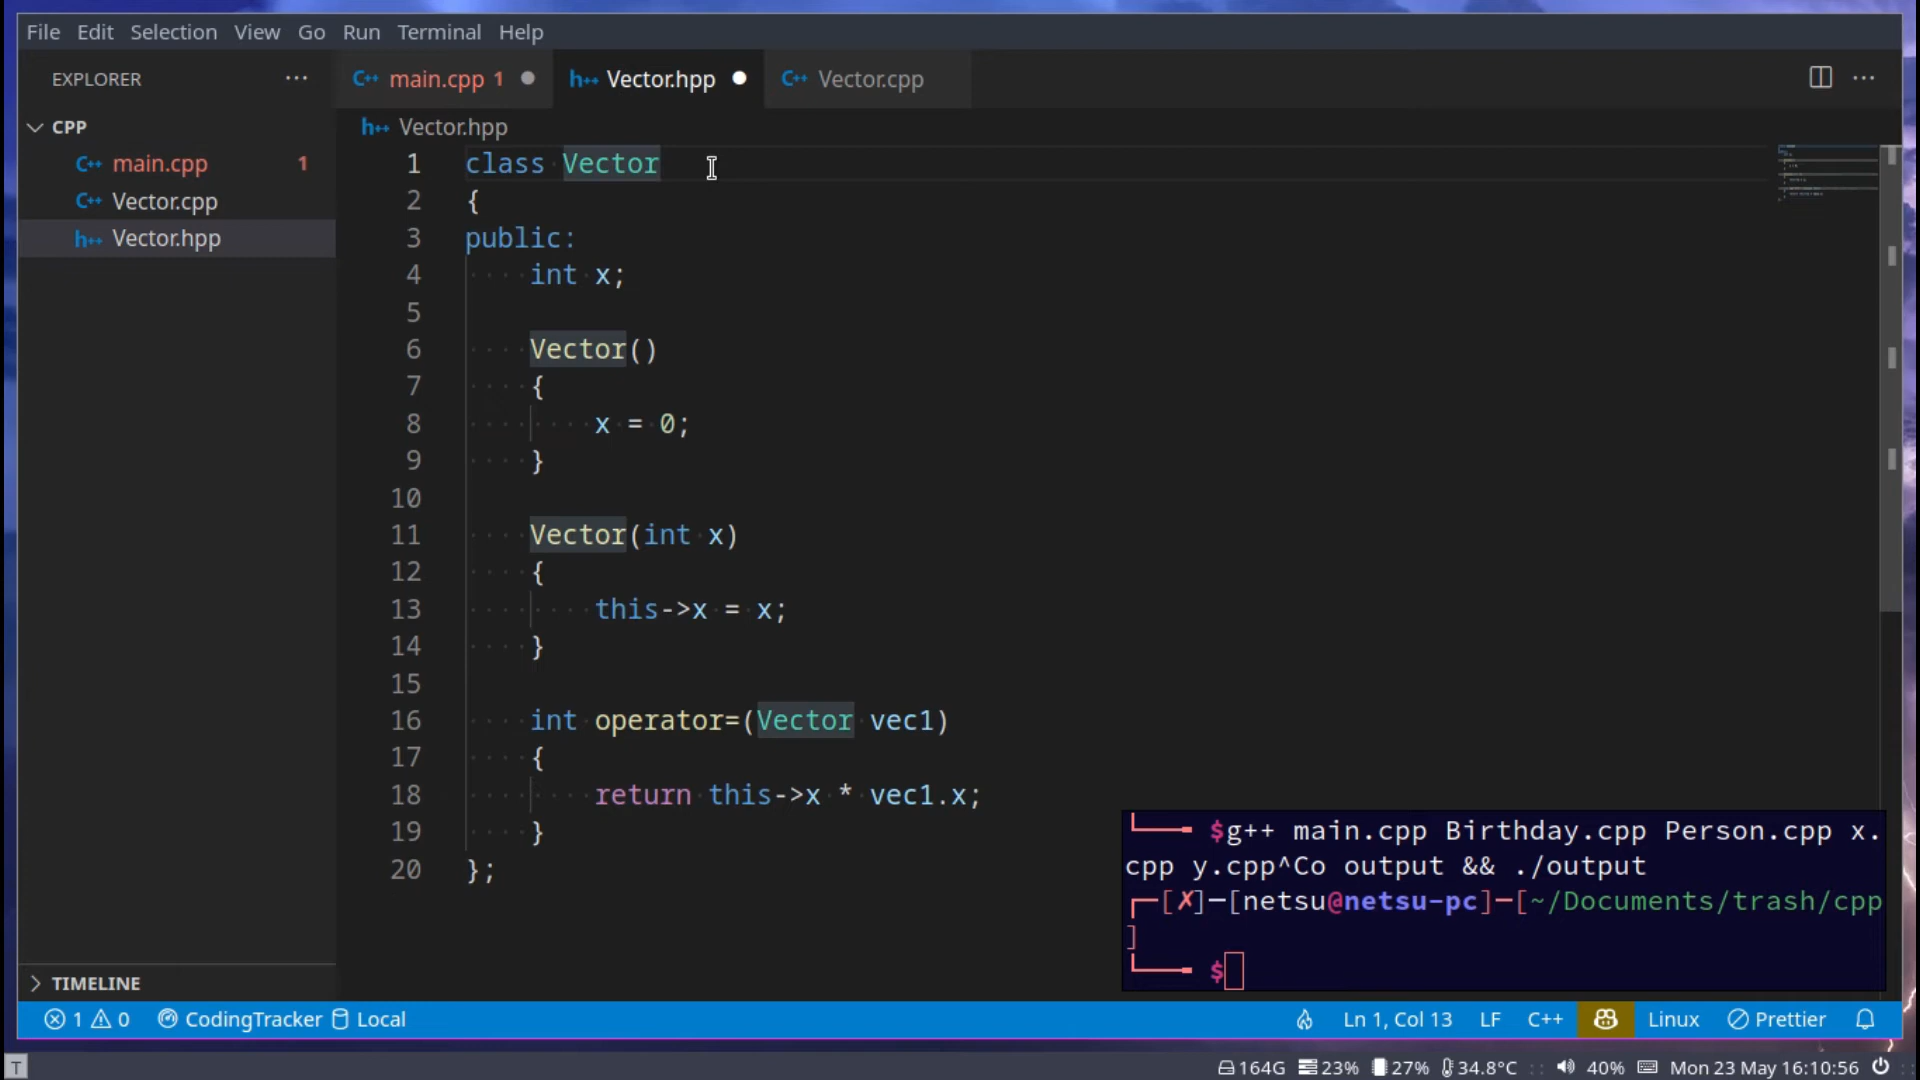 File Edit Selection View Go Run Terminal Help
EXPLORER ···
main.cpp 1
h++ Vector.hpp
C++ Vector.cpp
CPP
C++ main.cpp 1
C++ Vector.cpp
h++ Vector.hpp
h++ Vector.hpp
1 class Vector
2 {
3 public:
4 int x;
5
6 Vector()
7 {
8 x = 0;
9 }
10
11 Vector(int x)
12 {
13 this->x = x;
14 }
15
16 int operator=(Vector vec1)
17 {
18 return this->x * vec1.x;
19 }
20 };
$g++ main.cpp Birthday.cpp Person.cpp x.
cpp y.cpp^Co output && ./output
[✗]─[netsu@netsu-pc]─[~/Documents/trash/cpp
]
$
TIMELINE
1 0 CodingTracker Local Ln 1, Col 13 LF C++ Linux Prettier
T 164G 23% 27% 34.8°C :: 40% Mon 23 May 16:10:56